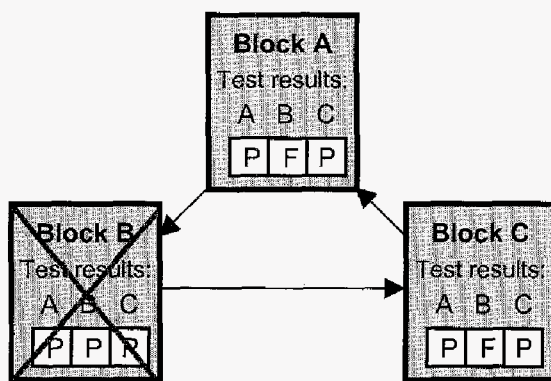 Block A
Test results:
A B C
P F P
Block B
Test results:
A B C
P P P
Block C
Test results:
A B C
P F P